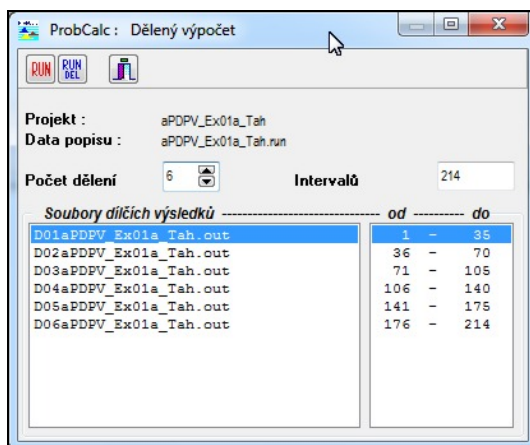 ProbCalc : Dělený výpočet
RUN RUN DEL
Projekt : aPDPV_Ex01a_Tah
Data popisu : aPDPV_Ex01a_Tah.run
Počet dělení 6 Intervalů 214
Soubory dílčích výsledků ------------------------------- od ---------- do
D01aPDPV_Ex01a_Tah.out 1 - 35
D02aPDPV_Ex01a_Tah.out 36 - 70
D03aPDPV_Ex01a_Tah.out 71 - 105
D04aPDPV_Ex01a_Tah.out 106 - 140
D05aPDPV_Ex01a_Tah.out 141 - 175
D06aPDPV_Ex01a_Tah.out 176 - 214